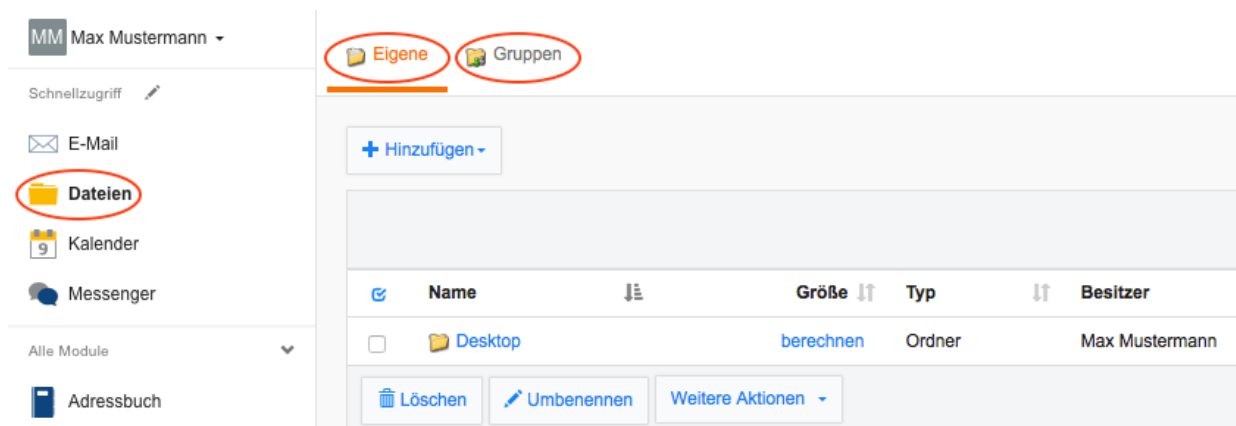 MM Max Mustermann
Schnellzugriff
E-Mail
Dateien
9 Kalender
Messenger
Alle Module
Adressbuch
Eigene Gruppen
Hinzufügen
Name Größe Typ Besitzer
Desktop berechnen Ordner Max Mustermann
Löschen Umbenennen Weitere Aktionen